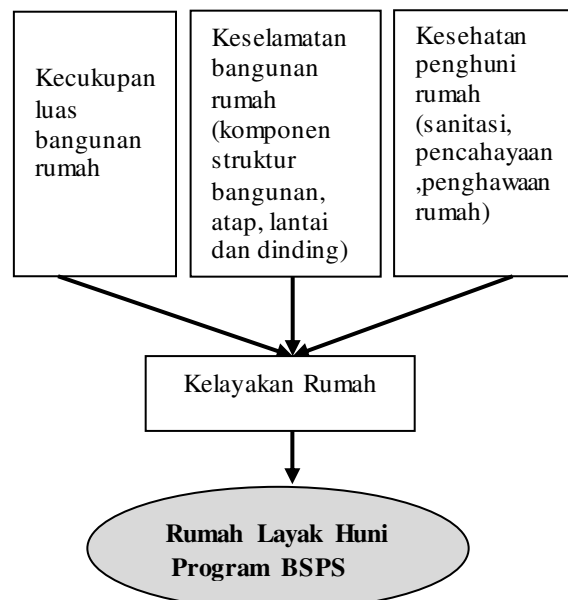 Kecukupan
luas
bangunan
rumah
Keselamatan
bangunan
rumah
(komponen
struktur
bangunan,
atap, lantai
dan dinding)
Kesehatan
penghuni
rumah
(sanitasi,
pencahayaan
,penghawaan
rumah)
Kelayakan Rumah
Rumah Layak Huni
Program BSPS